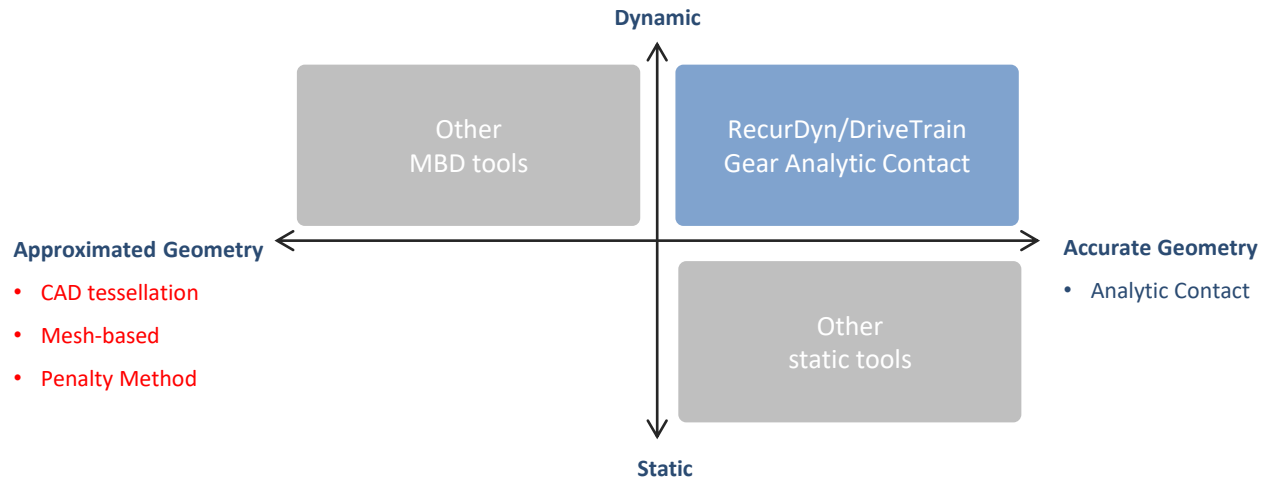 Dynamic
Other
MBD tools
RecurDyn/DriveTrain
Gear Analytic Contact
Approximated Geometry
• CAD tessellation
• Mesh-based
• Penalty Method
Accurate Geometry
• Analytic Contact
Other
static tools
Static